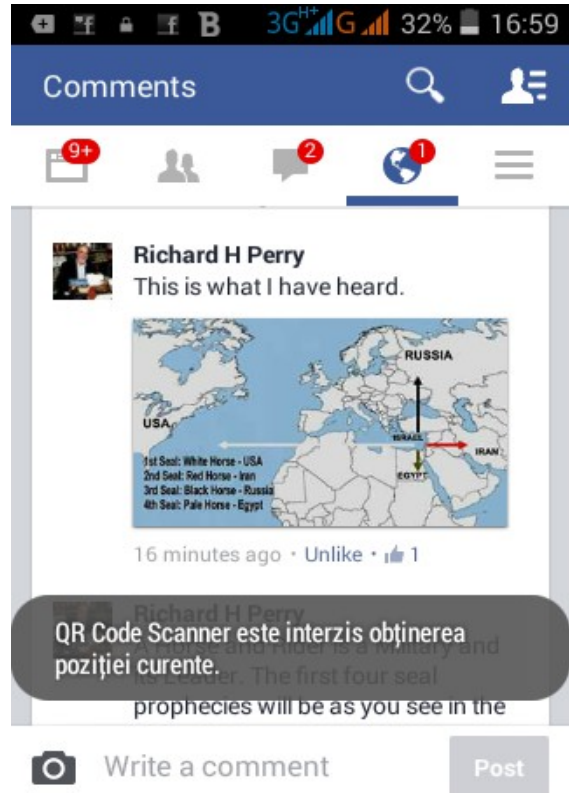 3G H+ G 32% 16:59
Comments
9+ 2 1
Richard H Perry
This is what I have heard.
RUSSIA
USA
ISRAEL
IRAN
EGYPT
1st Seal: White Horse - USA
2nd Seal: Red Horse - Iran
3rd Seal: Black Horse - Russia
4th Seal: Pale Horse - Egypt
16 minutes ago · Unlike · 1
Richard H Perry
A Horse and Rider is a Military and
its Leader. The first four seal
QR Code Scanner este interzis obținerea
poziției curente.
prophecies will be as you see in the
Write a comment
Post